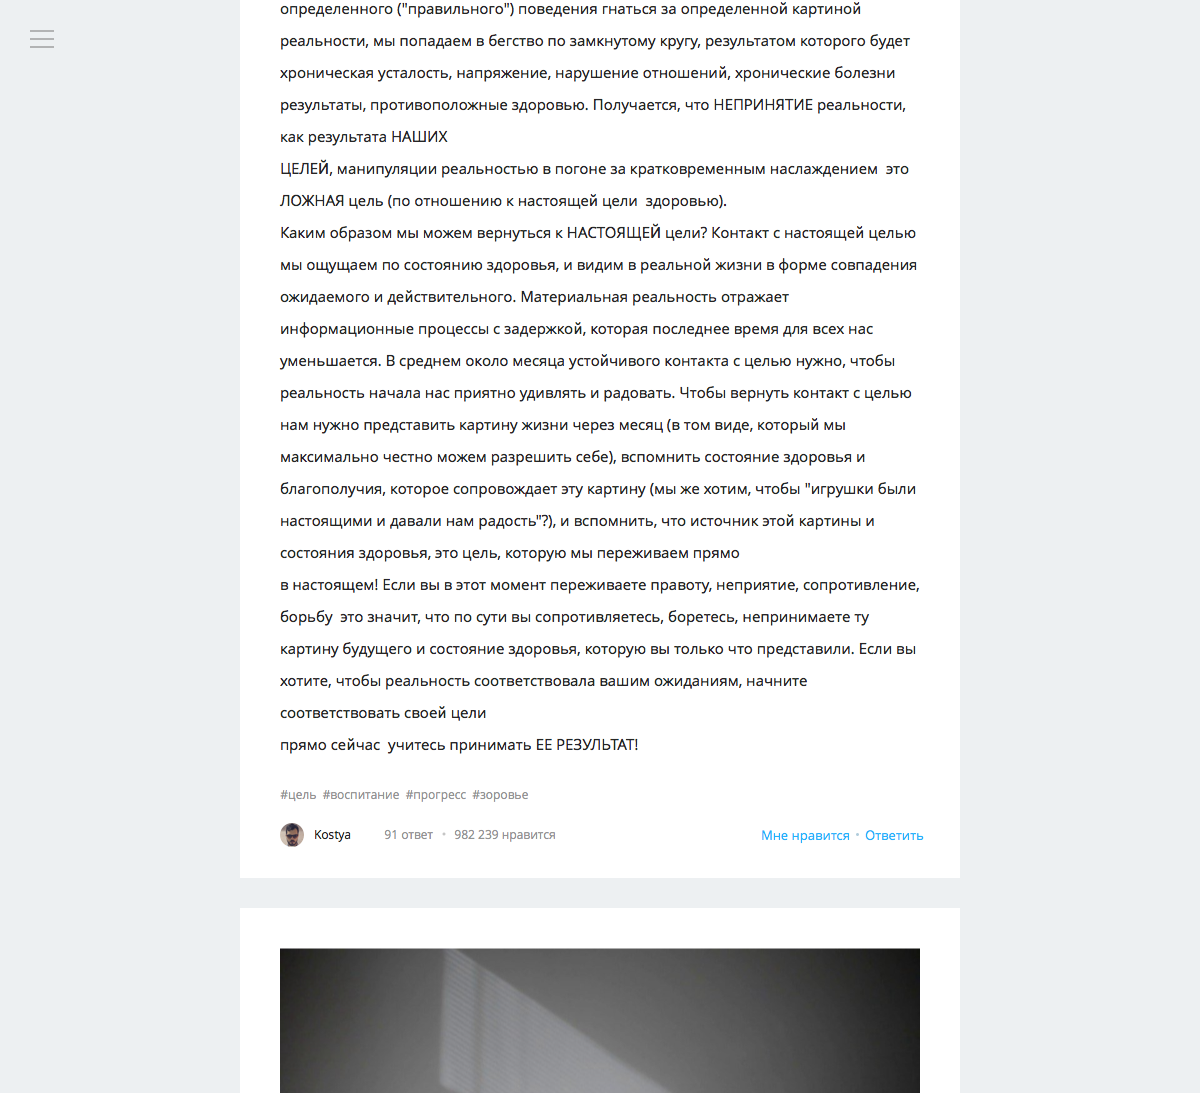 определенного ("правильного") поведения гнаться за определенной картиной
реальности, мы попадаем в бегство по замкнутому кругу, результатом которого будет
хроническая усталость, напряжение, нарушение отношений, хронические болезни
результаты, противоположные здоровью. Получается, что НЕПРИНЯТИЕ реальности,
как результата НАШИХ
ЦЕЛЕЙ, манипуляции реальностью в погоне за кратковременным наслаждением  это
ЛОЖНАЯ цель (по отношению к настоящей цели  здоровью).
Каким образом мы можем вернуться к НАСТОЯЩЕЙ цели? Контакт с настоящей целью
мы ощущаем по состоянию здоровья, и видим в реальной жизни в форме совпадения
ожидаемого и действительного. Материальная реальность отражает
информационные процессы с задержкой, которая последнее время для всех нас
уменьшается. В среднем около месяца устойчивого контакта с целью нужно, чтобы
реальность начала нас приятно удивлять и радовать. Чтобы вернуть контакт с целью
нам нужно представить картину жизни через месяц (в том виде, который мы
максимально честно можем разрешить себе), вспомнить состояние здоровья и
благополучия, которое сопровождает эту картину (мы же хотим, чтобы "игрушки были
настоящими и давали нам радость"?), и вспомнить, что источник этой картины и
состояния здоровья, это цель, которую мы переживаем прямо
в настоящем! Если вы в этот момент переживаете правоту, неприятие, сопротивление,
борьбу  это значит, что по сути вы сопротивляетесь, боретесь, непринимаете ту
картину будущего и состояние здоровья, которую вы только что представили. Если вы
хотите, чтобы реальность соответствовала вашим ожиданиям, начните
соответствовать своей цели
прямо сейчас  учитесь принимать ЕЕ РЕЗУЛЬТАТ!
#цель #воспитание #прогресс #зоровье
Kostya 91 ответ • 982 239 нравится Мне нравится • Ответить